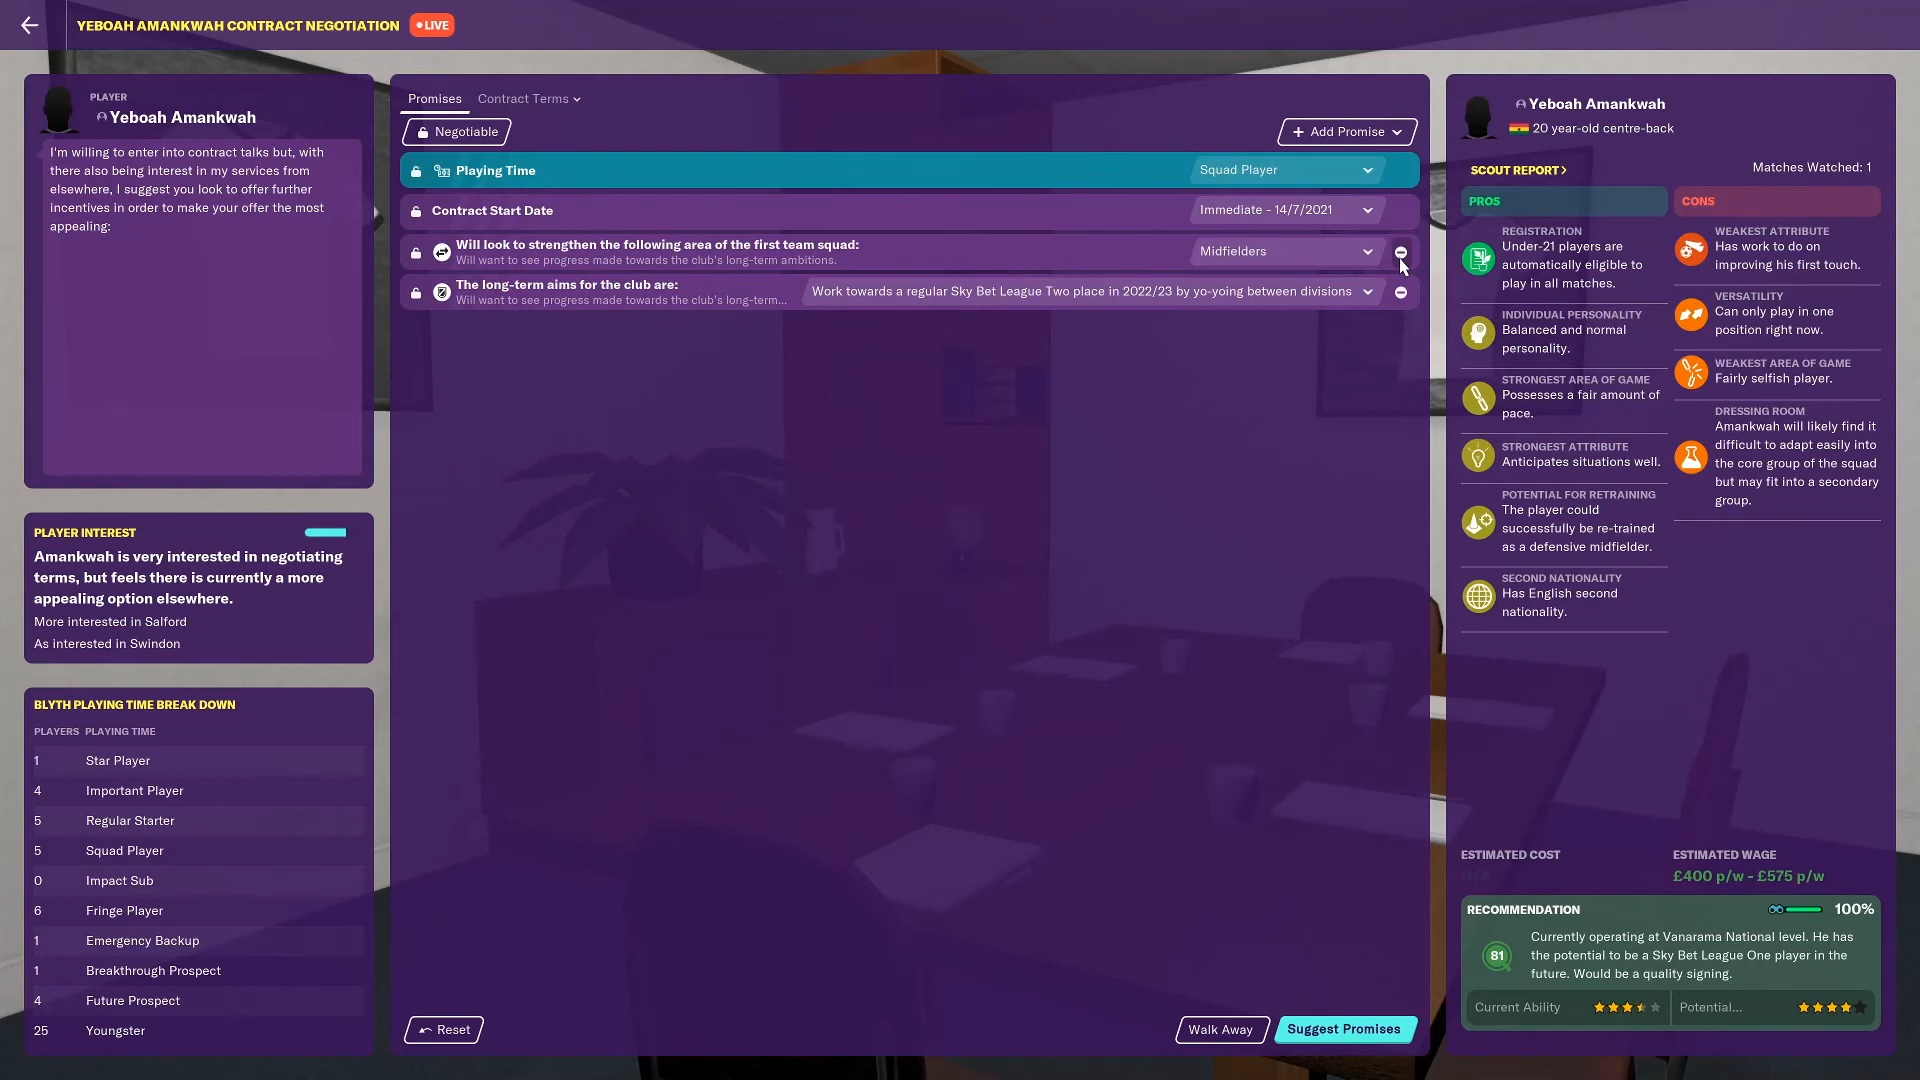 YEBOAH AMANKWAH CONTRACT NEGOTIATION
LIVE
PLAYER
Yeboah Amankwah
I'm willing to enter into contract talks but, with
there also being interest in my services from
elsewhere, I suggest you look to offer further
incentives in order to make your offer the most
appealing:
PLAYER INTEREST
Amankwah is very interested in negotiating
terms, but feels there is currently a more
appealing option elsewhere.
More interested in Salford
As interested in Swindon
BLYTH PLAYING TIME BREAK DOWN
PLAYERS PLAYING TIME
1 Star Player
4 Important Player
5 Regular Starter
5 Squad Player
0 Impact Sub
6 Fringe Player
1 Emergency Backup
1 Breakthrough Prospect
4 Future Prospect
25 Youngster
Promises Contract Terms
Negotiable
Add Promise
Playing Time Squad Player
Contract Start Date Immediate - 14/7/2021
Will look to strengthen the following area of the first team squad: Midfielders
Will want to see progress made towards the club's long-term ambitions.
The long-term aims for the club are: Work towards a regular Sky Bet League Two place in 2022/23 by yo-yoing between divisions
Will want to see progress made towards the club's long-term...
Reset
Walk Away
Suggest Promises
Yeboah Amankwah
20 year-old centre-back
SCOUT REPORT> Matches Watched: 1
PROS
REGISTRATION
Under-21 players are
automatically eligible to
play in all matches.
INDIVIDUAL PERSONALITY
Balanced and normal
personality.
STRONGEST AREA OF GAME
Possesses a fair amount of
pace.
STRONGEST ATTRIBUTE
Anticipates situations well.
POTENTIAL FOR RETRAINING
The player could
successfully be re-trained
as a defensive midfielder.
SECOND NATIONALITY
Has English second
nationality.
CONS
WEAKEST ATTRIBUTE
Has work to do on
improving his first touch.
VERSATILITY
Can only play in one
position right now.
WEAKEST AREA OF GAME
Fairly selfish player.
DRESSING ROOM
Amankwah will likely find it
difficult to adapt easily into
the core group of the squad
but may fit into a secondary
group.
ESTIMATED COST
N/A
ESTIMATED WAGE
£400 p/w - £575 p/w
RECOMMENDATION 100%
81
Currently operating at Vanarama National level. He has
the potential to be a Sky Bet League One player in the
future. Would be a quality signing.
Current Ability
Potential...